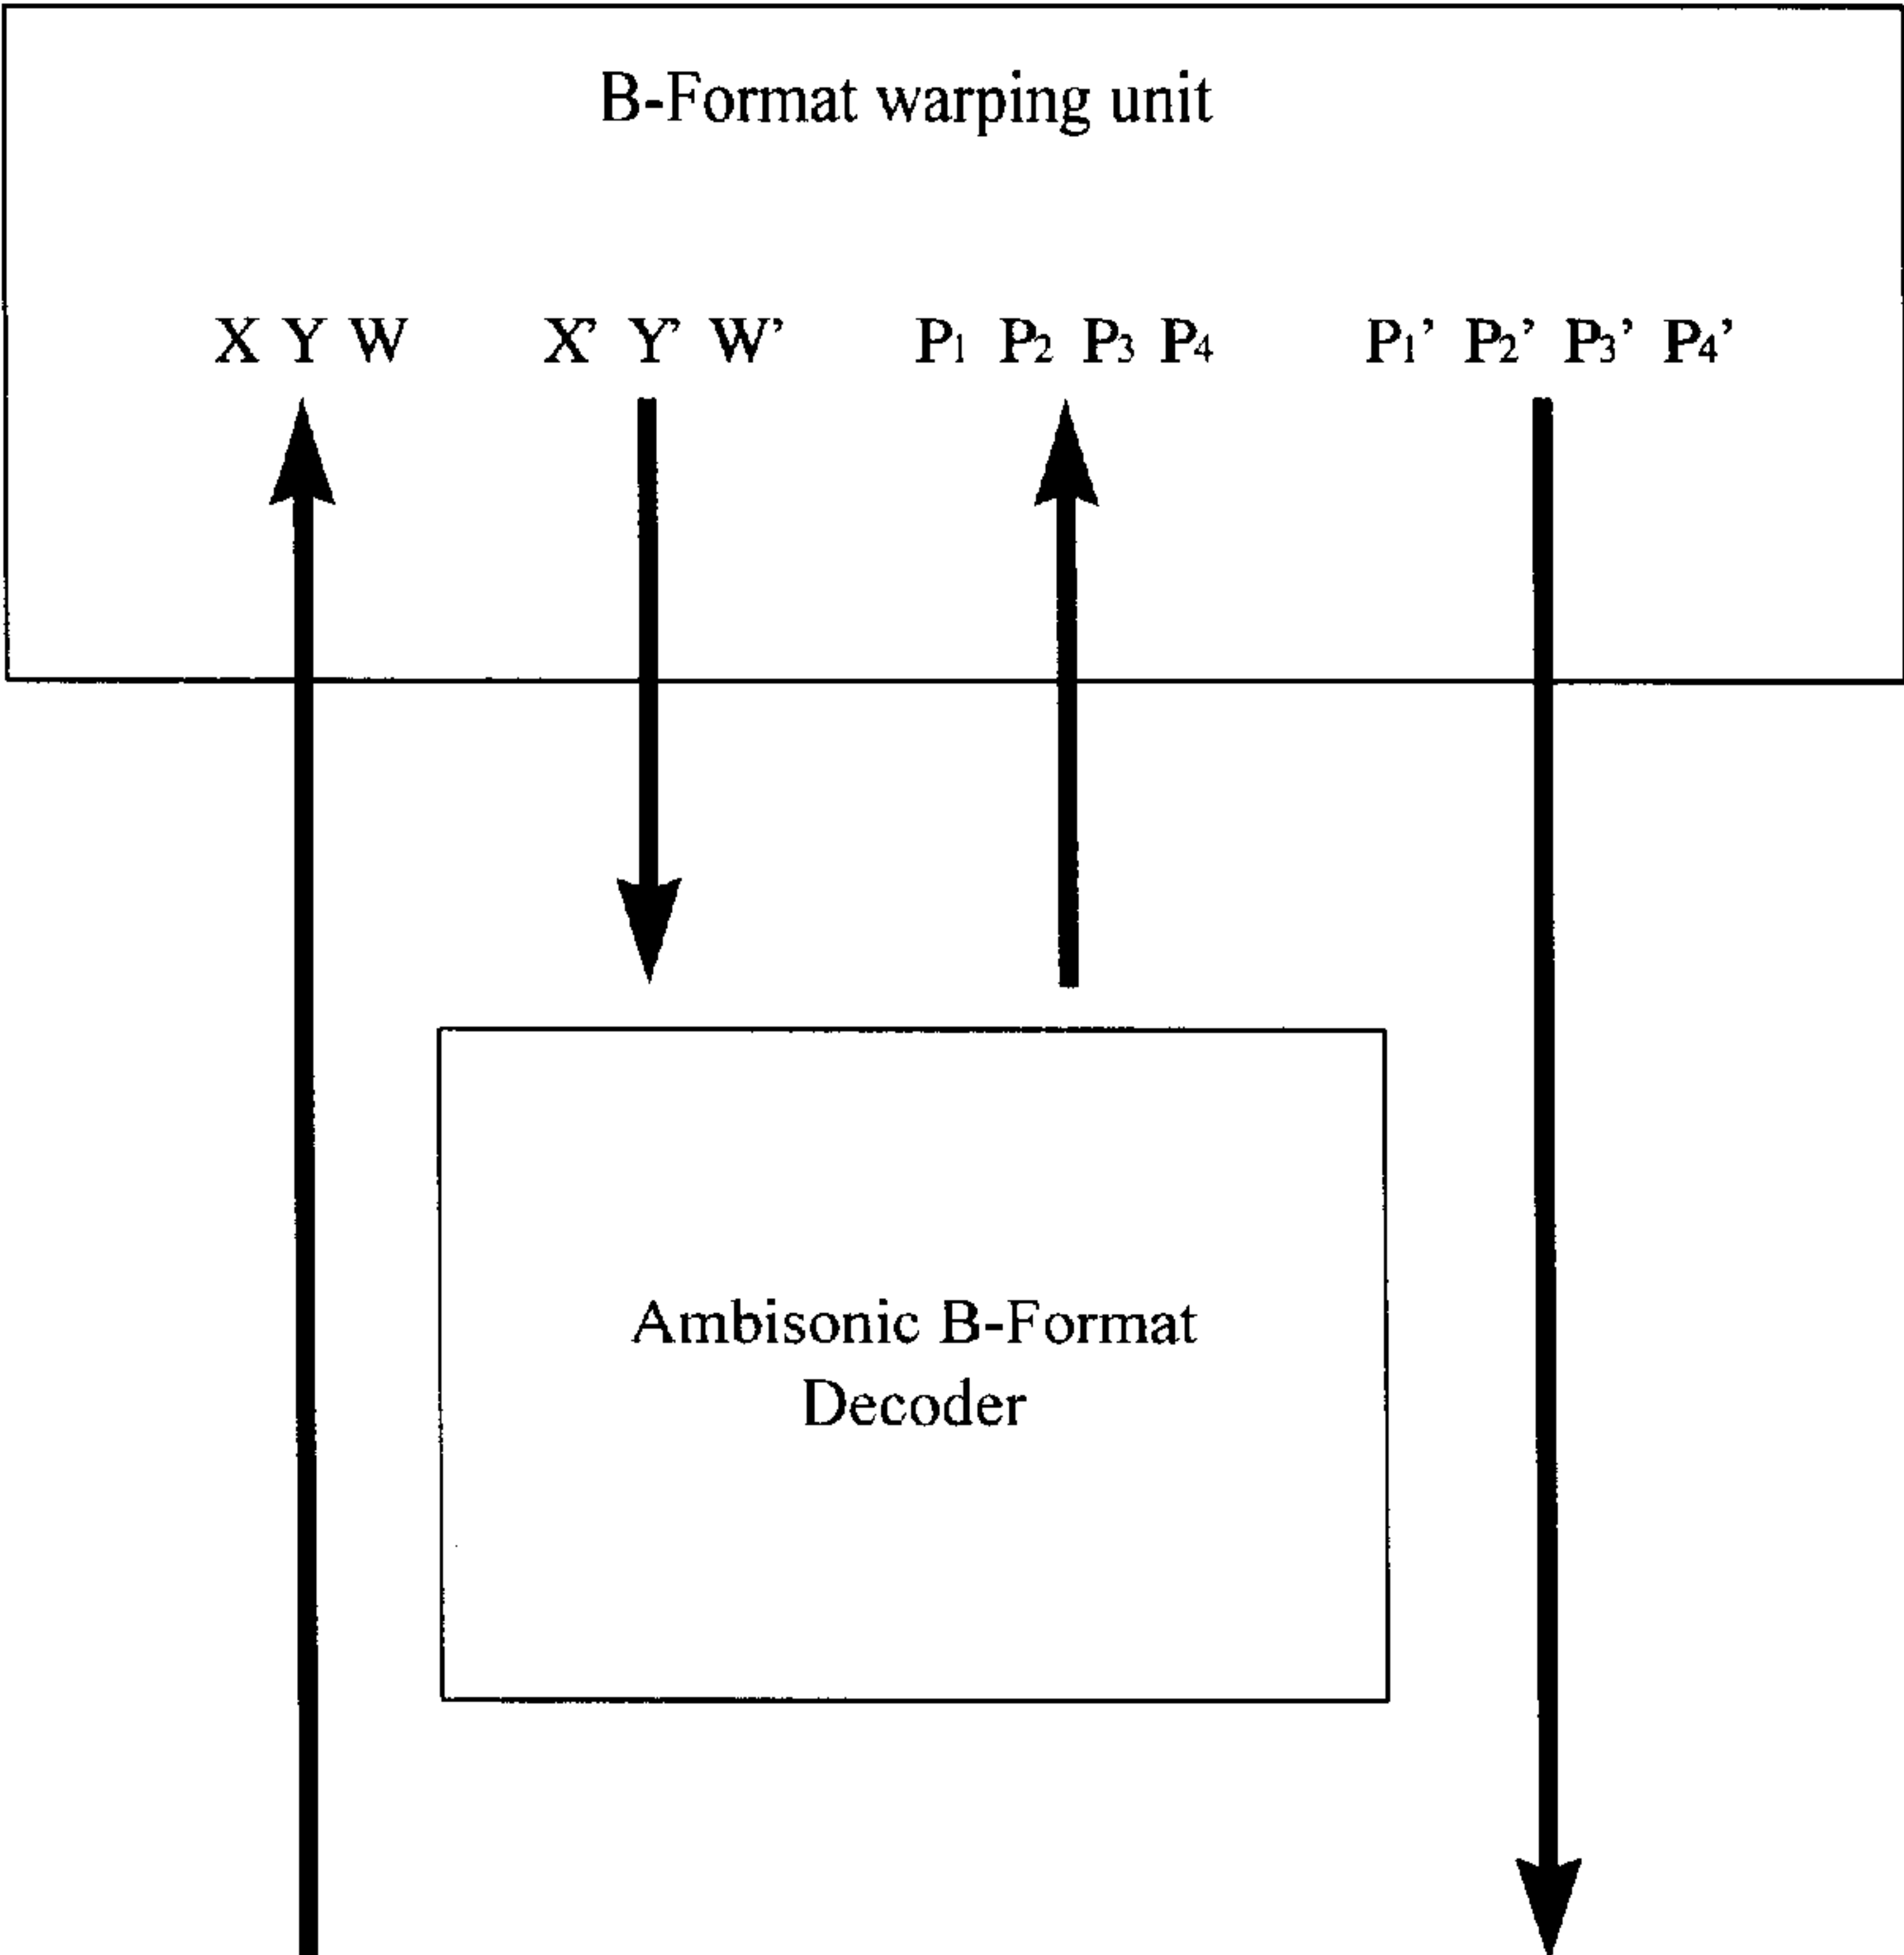 B-Format warping unit
X Y W X' Y' W' P1 P2 P3 P4 P1' P2' P3' P4'
Ambisonic B-Format
Decoder